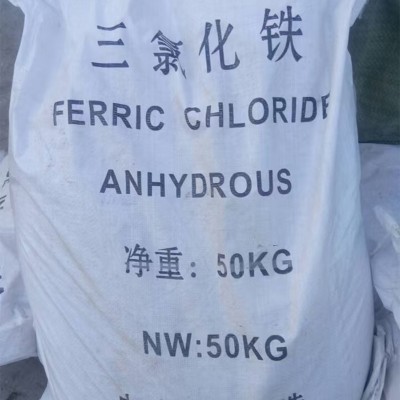 三氯化铁
FERRIC CHLORIDE
ANHYDROUS
净重: 50KG
NW:50KG